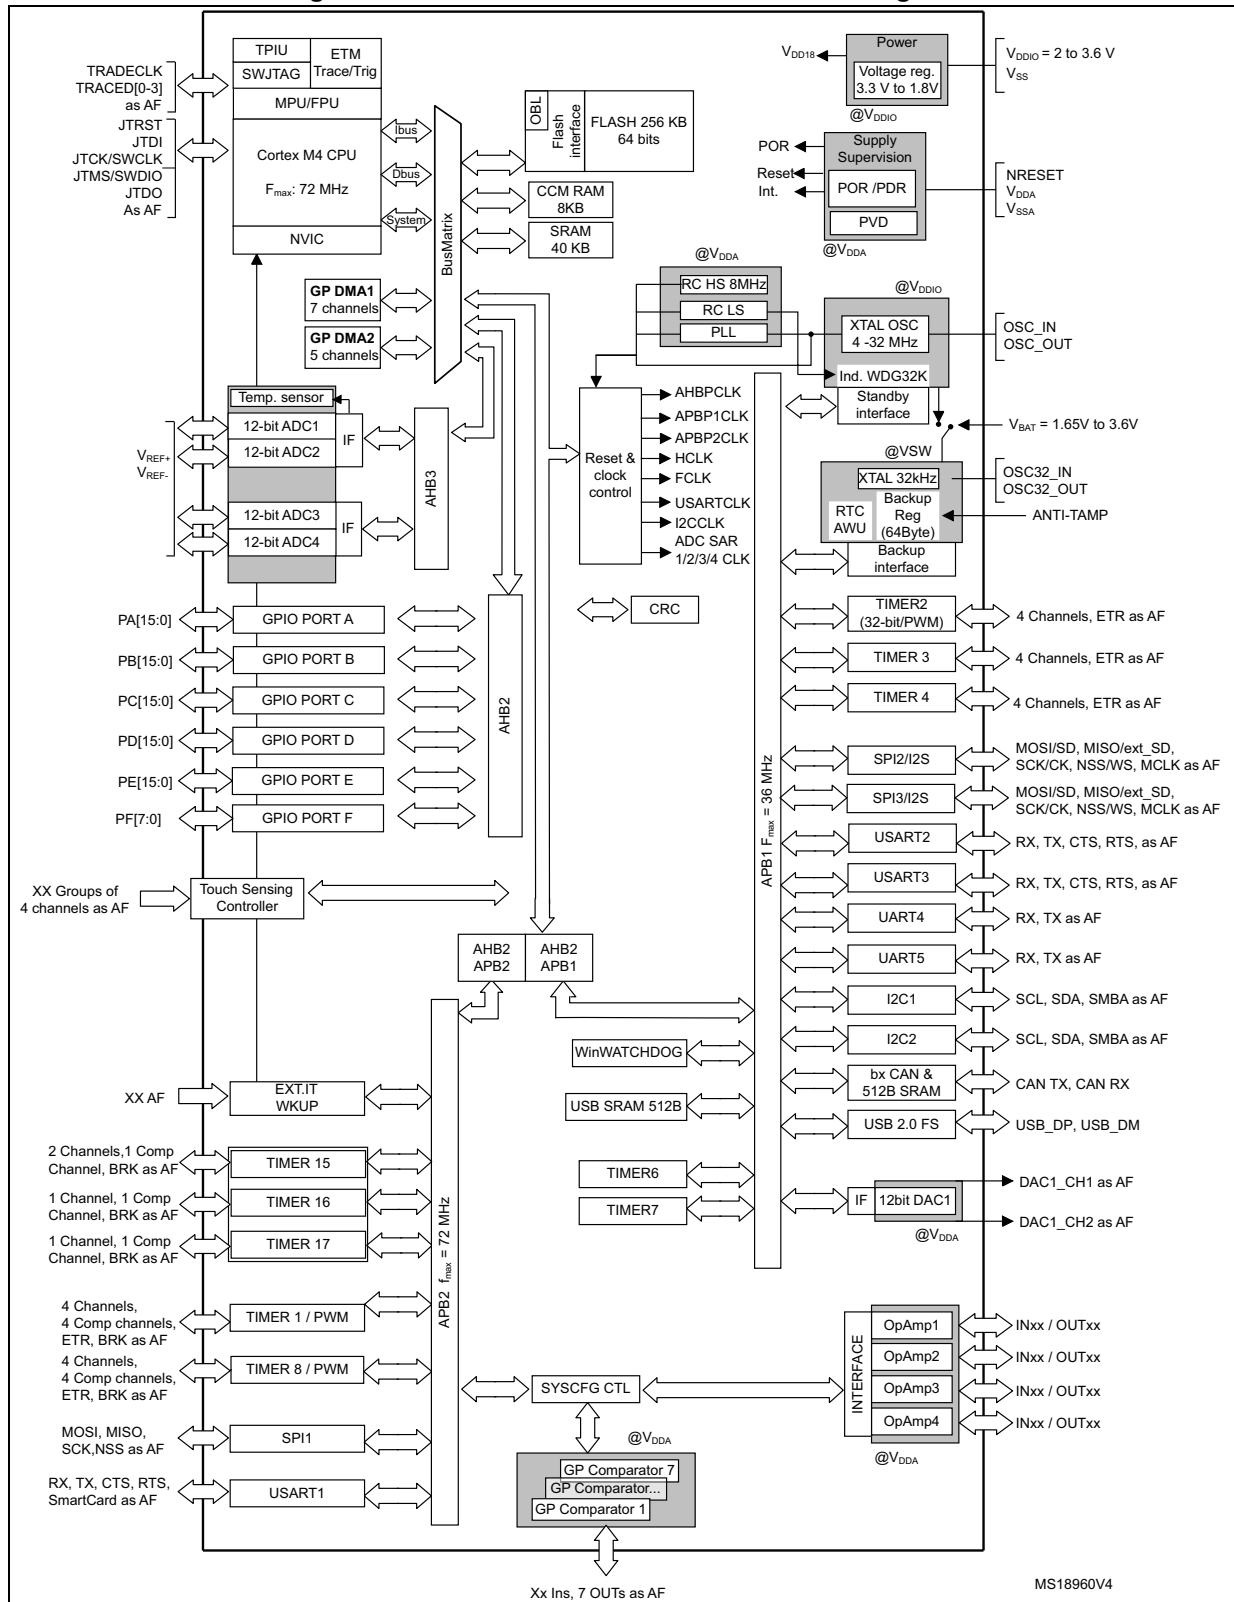 TPIU
ETM
Trace/Trig
SWJTAG
MPU/FPU
Cortex M4 CPU
Fmax: 72 MHz
NVIC
TRADECLK
TRACED[0-3]
as AF
JTRST
JTDI
JTCK/SWCLK
JTMS/SWDIO
JTDO
As AF
Ibus
Dbus
System
BusMatrix
OBL
Flash
interface
FLASH 256 KB
64 bits
CCM RAM
8KB
SRAM
40 KB
GP DMA1
7 channels
GP DMA2
5 channels
VDD18
Power
Voltage reg.
3.3 V to 1.8V
VDDIO = 2 to 3.6 V
VSS
@VDDIO
POR
Reset
Int.
Supply
Supervision
POR /PDR
PVD
NRESET
VDDA
VSSA
@VDDA
@VDDA
RC HS 8MHz
RC LS
PLL
@VDDIO
XTAL OSC
4 -32 MHz
OSC_IN
OSC_OUT
Ind. WDG32K
Standby
interface
VBAT = 1.65V to 3.6V
@VSW
XTAL 32kHz
OSC32_IN
OSC32_OUT
RTC
AWU
Backup
Reg
(64Byte)
ANTI-TAMP
Backup
interface
Reset &
clock
control
AHBPCLK
APBP1CLK
APBP2CLK
HCLK
FCLK
USARTCLK
I2CCLK
ADC SAR
1/2/3/4 CLK
Temp. sensor
12-bit ADC1
12-bit ADC2
IF
VREF+
VREF-
12-bit ADC3
12-bit ADC4
IF
AHB3
CRC
AHB2
PA[15:0]
GPIO PORT A
PB[15:0]
GPIO PORT B
PC[15:0]
GPIO PORT C
PD[15:0]
GPIO PORT D
PE[15:0]
GPIO PORT E
PF[7:0]
GPIO PORT F
XX Groups of
4 channels as AF
Touch Sensing
Controller
AHB2
APB2
AHB2
APB1
APB1 Fmax = 36 MHz
TIMER2
(32-bit/PWM)
4 Channels, ETR as AF
TIMER 3
4 Channels, ETR as AF
TIMER 4
4 Channels, ETR as AF
SPI2/I2S
MOSI/SD, MISO/ext_SD,
SCK/CK, NSS/WS, MCLK as AF
SPI3/I2S
MOSI/SD, MISO/ext_SD,
SCK/CK, NSS/WS, MCLK as AF
USART2
RX, TX, CTS, RTS, as AF
USART3
RX, TX, CTS, RTS, as AF
UART4
RX, TX as AF
UART5
RX, TX as AF
I2C1
SCL, SDA, SMBA as AF
I2C2
SCL, SDA, SMBA as AF
bx CAN &
512B SRAM
CAN TX, CAN RX
USB 2.0 FS
USB_DP, USB_DM
WinWATCHDOG
USB SRAM 512B
TIMER6
TIMER7
IF
12bit DAC1
DAC1_CH1 as AF
DAC1_CH2 as AF
@VDDA
XX AF
EXT.IT
WKUP
2 Channels,1 Comp
Channel, BRK as AF
TIMER 15
1 Channel, 1 Comp
Channel, BRK as AF
TIMER 16
1 Channel, 1 Comp
Channel, BRK as AF
TIMER 17
4 Channels,
4 Comp channels,
ETR, BRK as AF
TIMER 1 / PWM
4 Channels,
4 Comp channels,
ETR, BRK as AF
TIMER 8 / PWM
MOSI, MISO,
SCK,NSS as AF
SPI1
RX, TX, CTS, RTS,
SmartCard as AF
USART1
APB2 fmax = 72 MHz
SYSCFG CTL
@VDDA
GP Comparator 7
GP Comparator...
GP Comparator 1
Xx Ins, 7 OUTs as AF
INTERFACE
OpAmp1
INxx / OUTxx
OpAmp2
INxx / OUTxx
OpAmp3
INxx / OUTxx
OpAmp4
INxx / OUTxx
@VDDA
MS18960V4